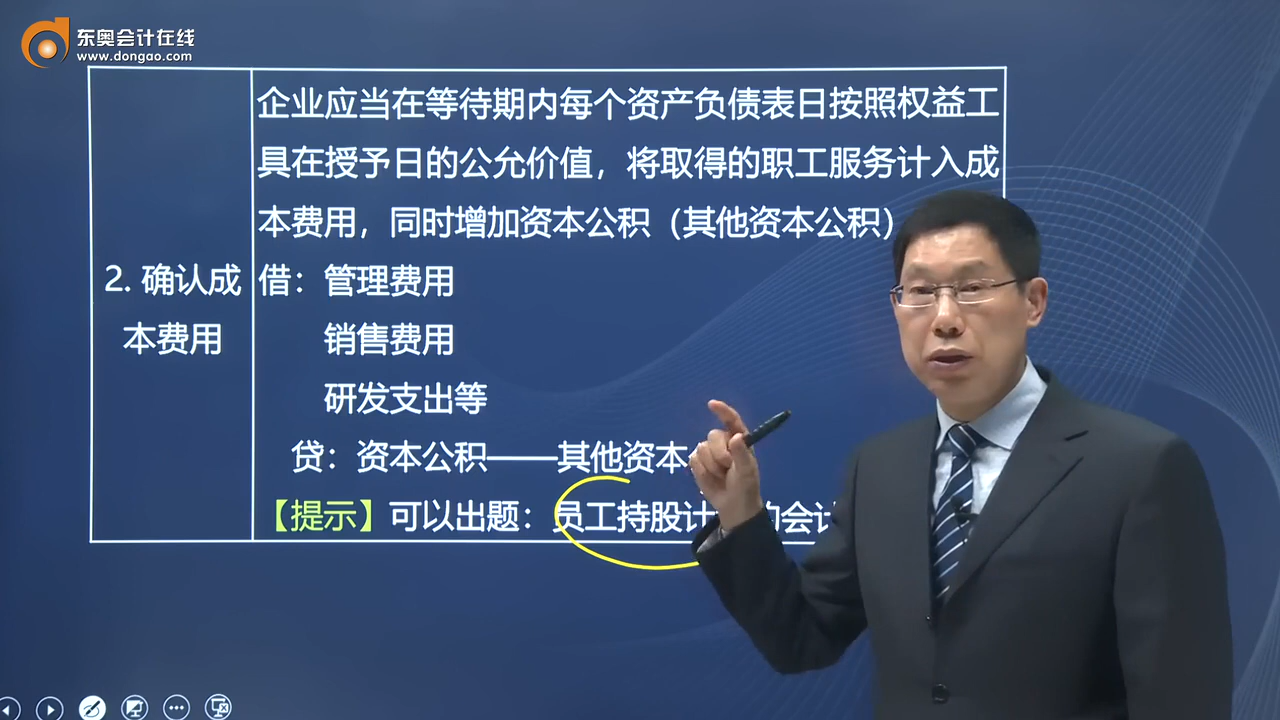 东奥会计在线
www.dongao.com
企业应当在等待期内每个资产负债表日按照权益工
具在授予日的公允价值，将取得的职工服务计入成
本费用，同时增加资本公积（其他资本公积）
2. 确认成
本费用
借：管理费用
销售费用
研发支出等
贷：资本公积——其他资本
【提示】可以出题：员工持股计 的会计